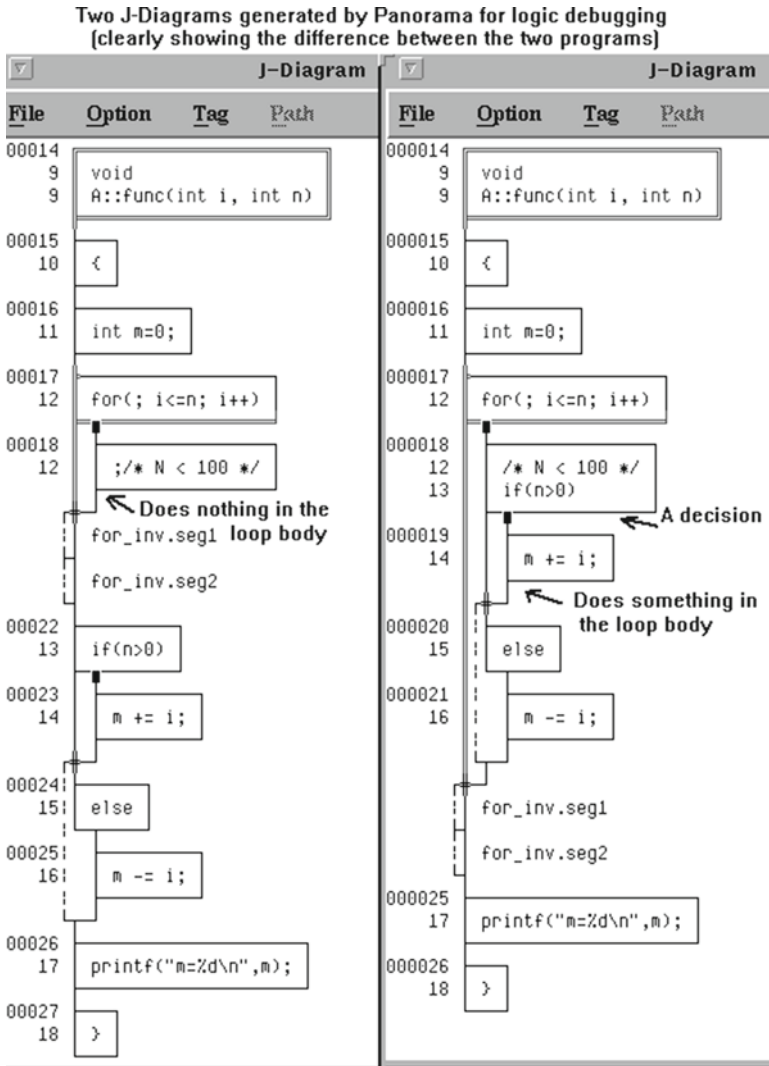 Two J-Diagrams generated by Panorama for logic debugging
(clearly showing the difference between the two programs)
J-Diagram
File Option Tag Path
00014
9 void
9 A::func(int i, int n)
00015
10 {
00016
11 int m=0;
00017
12 for(; i<=n; i++)
00018
12 ;/* N < 100 */
Does nothing in the
loop body
for_inv.seg1
for_inv.seg2
00022
13 if(n>0)
00023
14 m += i;
00024
15 else
00025
16 m -= i;
00026
17 printf("m=%d\n",m);
00027
18 }
J-Diagram
File Option Tag Path
000014
9 void
9 A::func(int i, int n)
000015
10 {
000016
11 int m=0;
000017
12 for(; i<=n; i++)
000018
12 /* N < 100 */
13 if(n>0)
A decision
000019
14 m += i;
Does something in
the loop body
000020
15 else
000021
16 m -= i;
for_inv.seg1
for_inv.seg2
000025
17 printf("m=%d\n",m);
000026
18 }